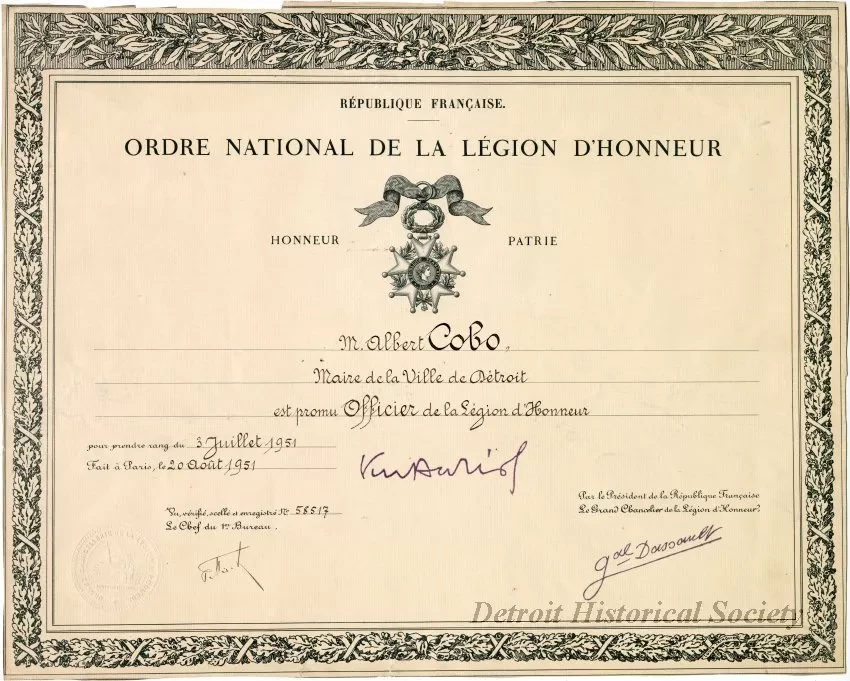 RÉPUBLIQUE FRANÇAISE.
ORDRE NATIONAL DE LA LÉGION D'HONNEUR
HONNEUR PATRIE
M. Albert Cobo,
Maire de la Ville de Détroit
est promu Officier de la Légion d'Honneur
pour prendre rang du 3 Juillet 1951
Fait à Paris, le 20 Août 1951
Par le Président de la République Française
Le Grand Chancelier de la Légion d'Honneur,
Vu, vérifié, scellé et enregistré No 58517
Le Chef du 1er Bureau.
gal Dassault
Detroit Historical Society